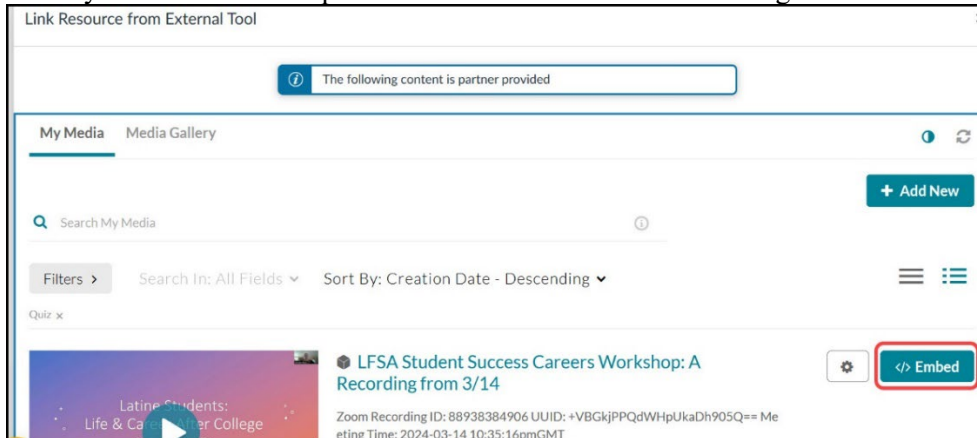 Link Resource from External Tool
The following content is partner provided
My Media Media Gallery
+ Add New
Search My Media
Filters > Search In: All Fields Sort By: Creation Date - Descending
Quiz x
LFSA Student Success Careers Workshop: A
Recording from 3/14
</> Embed
Latine Students:
Life & Career After College
Zoom Recording ID: 88938384906 UUID: +VBGkjPPQdWHpUkaDh905Q== Me
eting Time: 2024-03-14 10:35:16pmGMT